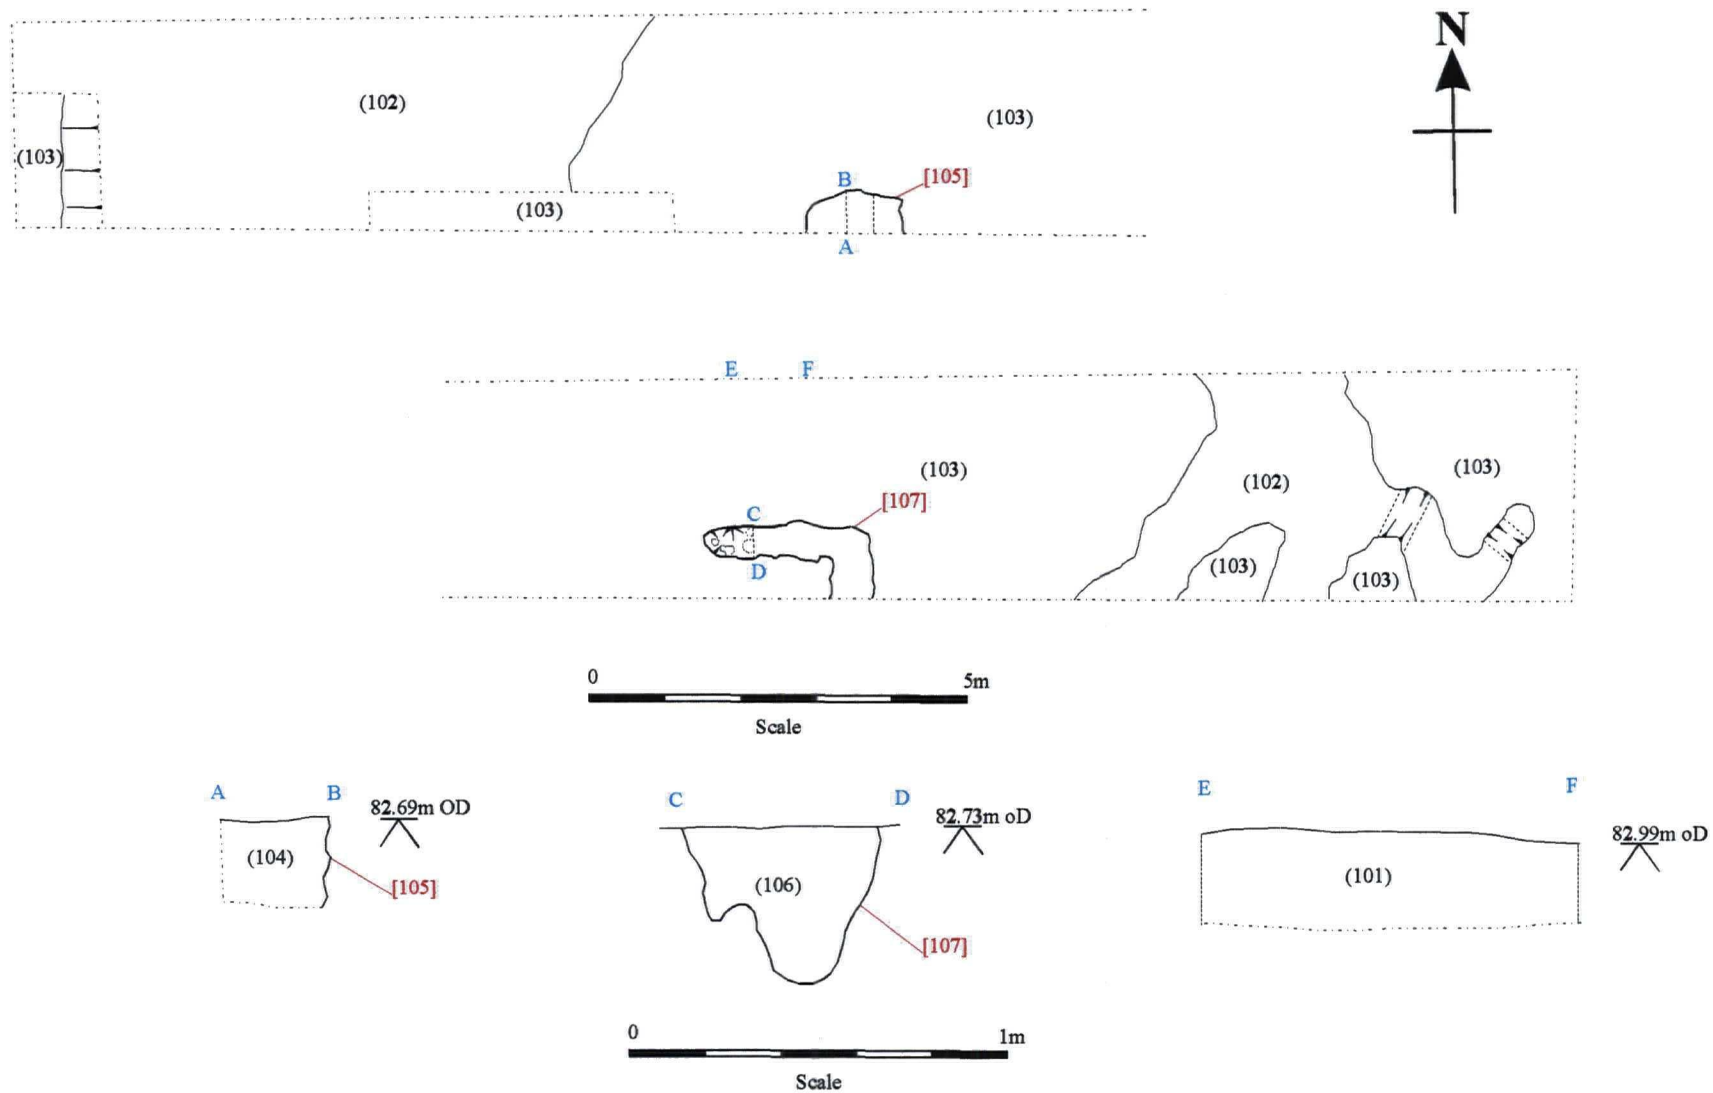 N
(102)
(103)
(103)
B
[105]
(103)
A
E F
(103)
(103)
(102)
[107]
C
D
(103)
(103)
0 5m
Scale
A B
82.69m OD
(104)
[105]
C D
82.73m oD
(106)
[107]
E F
82.99m oD
(101)
0 1m
Scale